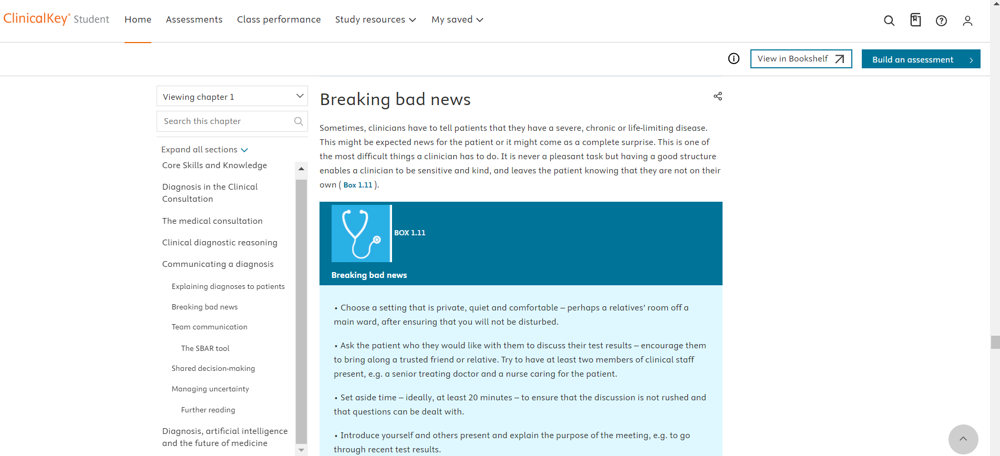 ClinicalKey® Student Home Assessments Class performance Study resources My saved
View in Bookshelf Build an assessment
Viewing chapter 1
Search this chapter
Expand all sections
Core Skills and Knowledge
Diagnosis in the Clinical
Consultation
The medical consultation
Clinical diagnostic reasoning
Communicating a diagnosis
Explaining diagnoses to patients
Breaking bad news
Team communication
The SBAR tool
Shared decision-making
Managing uncertainty
Further reading
Diagnosis, artificial intelligence
and the future of medicine
Breaking bad news
Sometimes, clinicians have to tell patients that they have a severe, chronic or life-limiting disease.
This might be expected news for the patient or it might come as a complete surprise. This is one of
the most difficult things a clinician has to do. It is never a pleasant task but having a good structure
enables a clinician to be sensitive and kind, and leaves the patient knowing that they are not on their
own ( Box 1.11 ).
BOX 1.11
Breaking bad news
• Choose a setting that is private, quiet and comfortable – perhaps a relatives’ room off a
main ward, after ensuring that you will not be disturbed.
• Ask the patient who they would like with them to discuss their test results – encourage them
to bring along a trusted friend or relative. Try to have at least two members of clinical staff
present, e.g. a senior treating doctor and a nurse caring for the patient.
• Set aside time – ideally, at least 20 minutes – to ensure that the discussion is not rushed and
that questions can be dealt with.
• Introduce yourself and others present and explain the purpose of the meeting, e.g. to go
through recent test results.